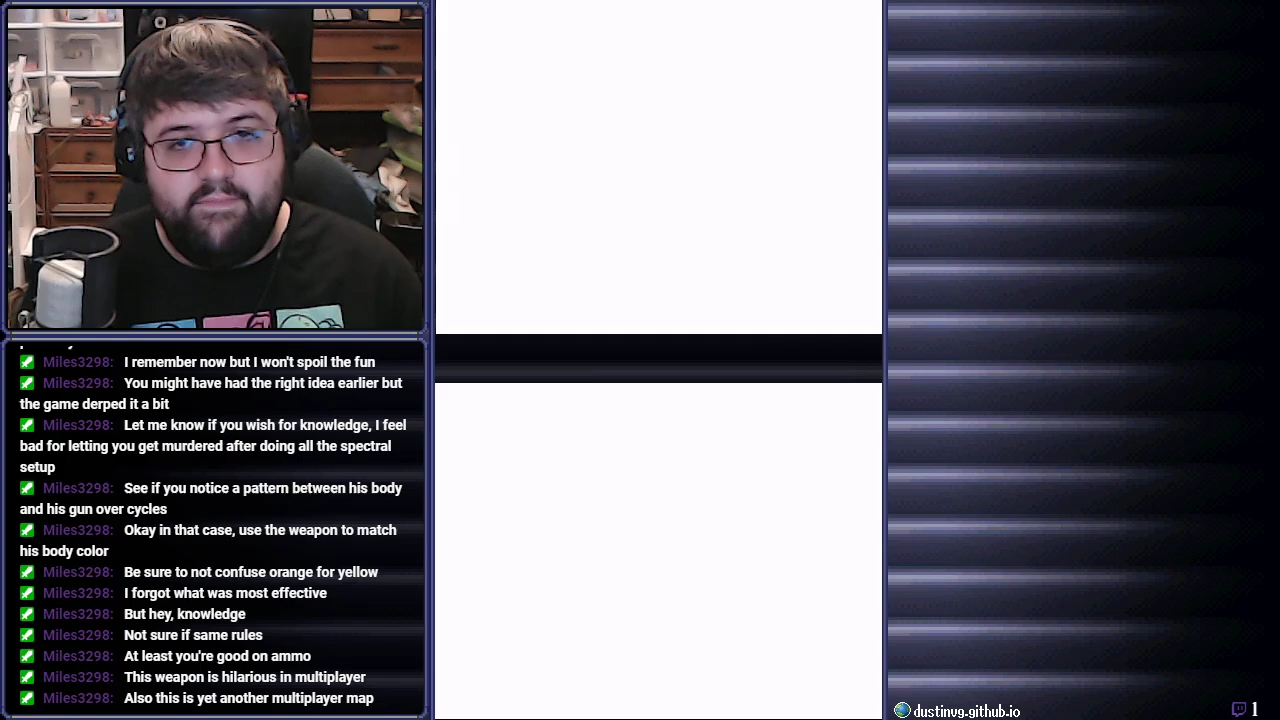 Miles3298: I remember now but I won't spoil the fun
Miles3298: You might have had the right idea earlier but
the game derped it a bit
Miles3298: Let me know if you wish for knowledge, I feel
bad for letting you get murdered after doing all the spectral
setup
Miles3298: See if you notice a pattern between his body
and his gun over cycles
Miles3298: Okay in that case, use the weapon to match
his body color
Miles3298: Be sure to not confuse orange for yellow
Miles3298: I forgot what was most effective
Miles3298: But hey, knowledge
Miles3298: Not sure if same rules
Miles3298: At least you're good on ammo
Miles3298: This weapon is hilarious in multiplayer
Miles3298: Also this is yet another multiplayer map
dustinvg.github.io
1